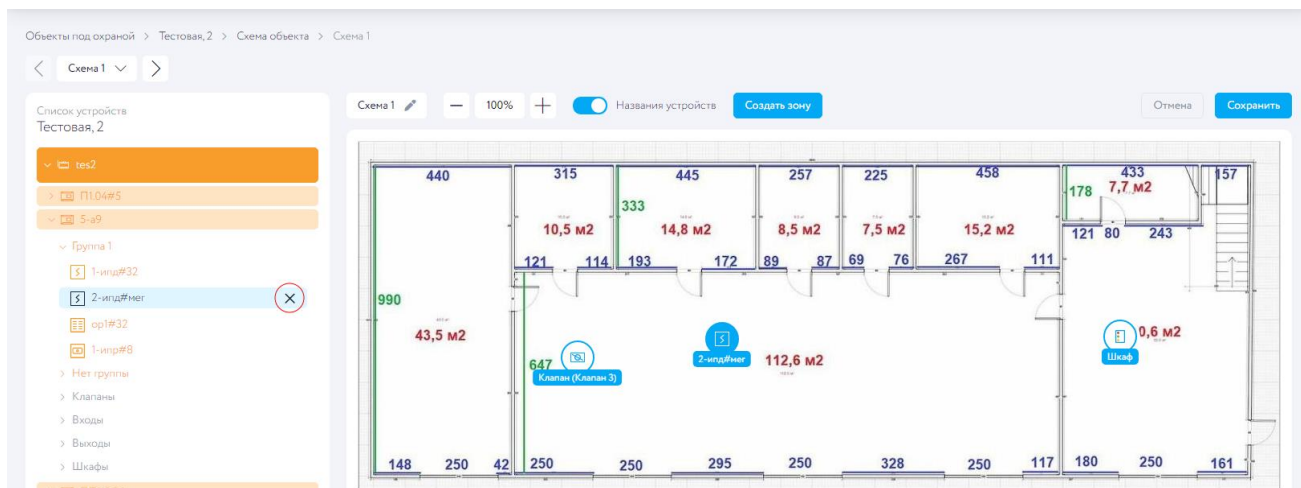 Объекты под охраной > Тестовая, 2 > Схема объекта > Схема 1
Схема 1
Список устройств
Тестовая, 2
Схема 1 100% Названия устройств Создать зону Отмена Сохранить
tes2
П1.04#5
5-а9
Группа 1
1-ипд#32
2-ипд#мег
ор1#32
1-ипр#8
Нет группы
Клапаны
Входы
Выходы
Шкафы
440 315 445 257 225 458 433 157
178 7,7 м2
333
10,5 м2 14,8 м2 8,5 м2 7,5 м2 15,2 м2
121 80 243
121 114 193 172 89 87 69 76 267 111
990
43,5 м2
0,6 м2
2-ипд#мег
Шкаф
647
112,6 м2
Клапан (Клапан 3)
148 250 42 250 250 295 250 328 250 117 180 250 161